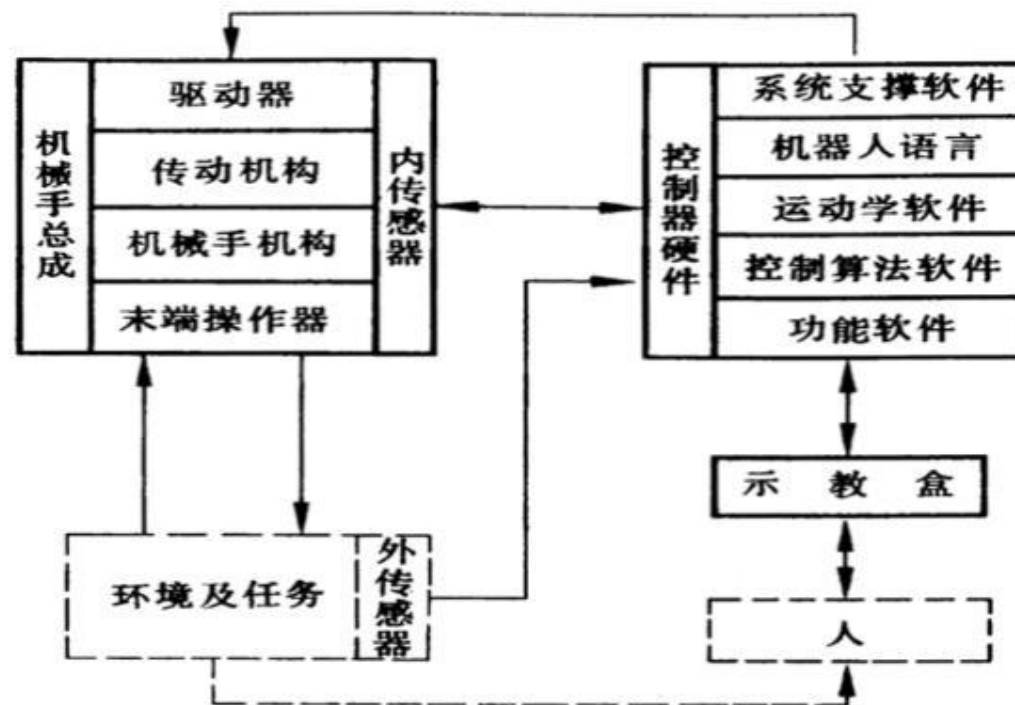 机械手总成
驱动器
传动机构
机械手机构
末端操作器
内传感器
控制器硬件
系统支撑软件
机器人语言
运动学软件
控制算法软件
功能软件
示教盒
环境及任务
外传感器
人